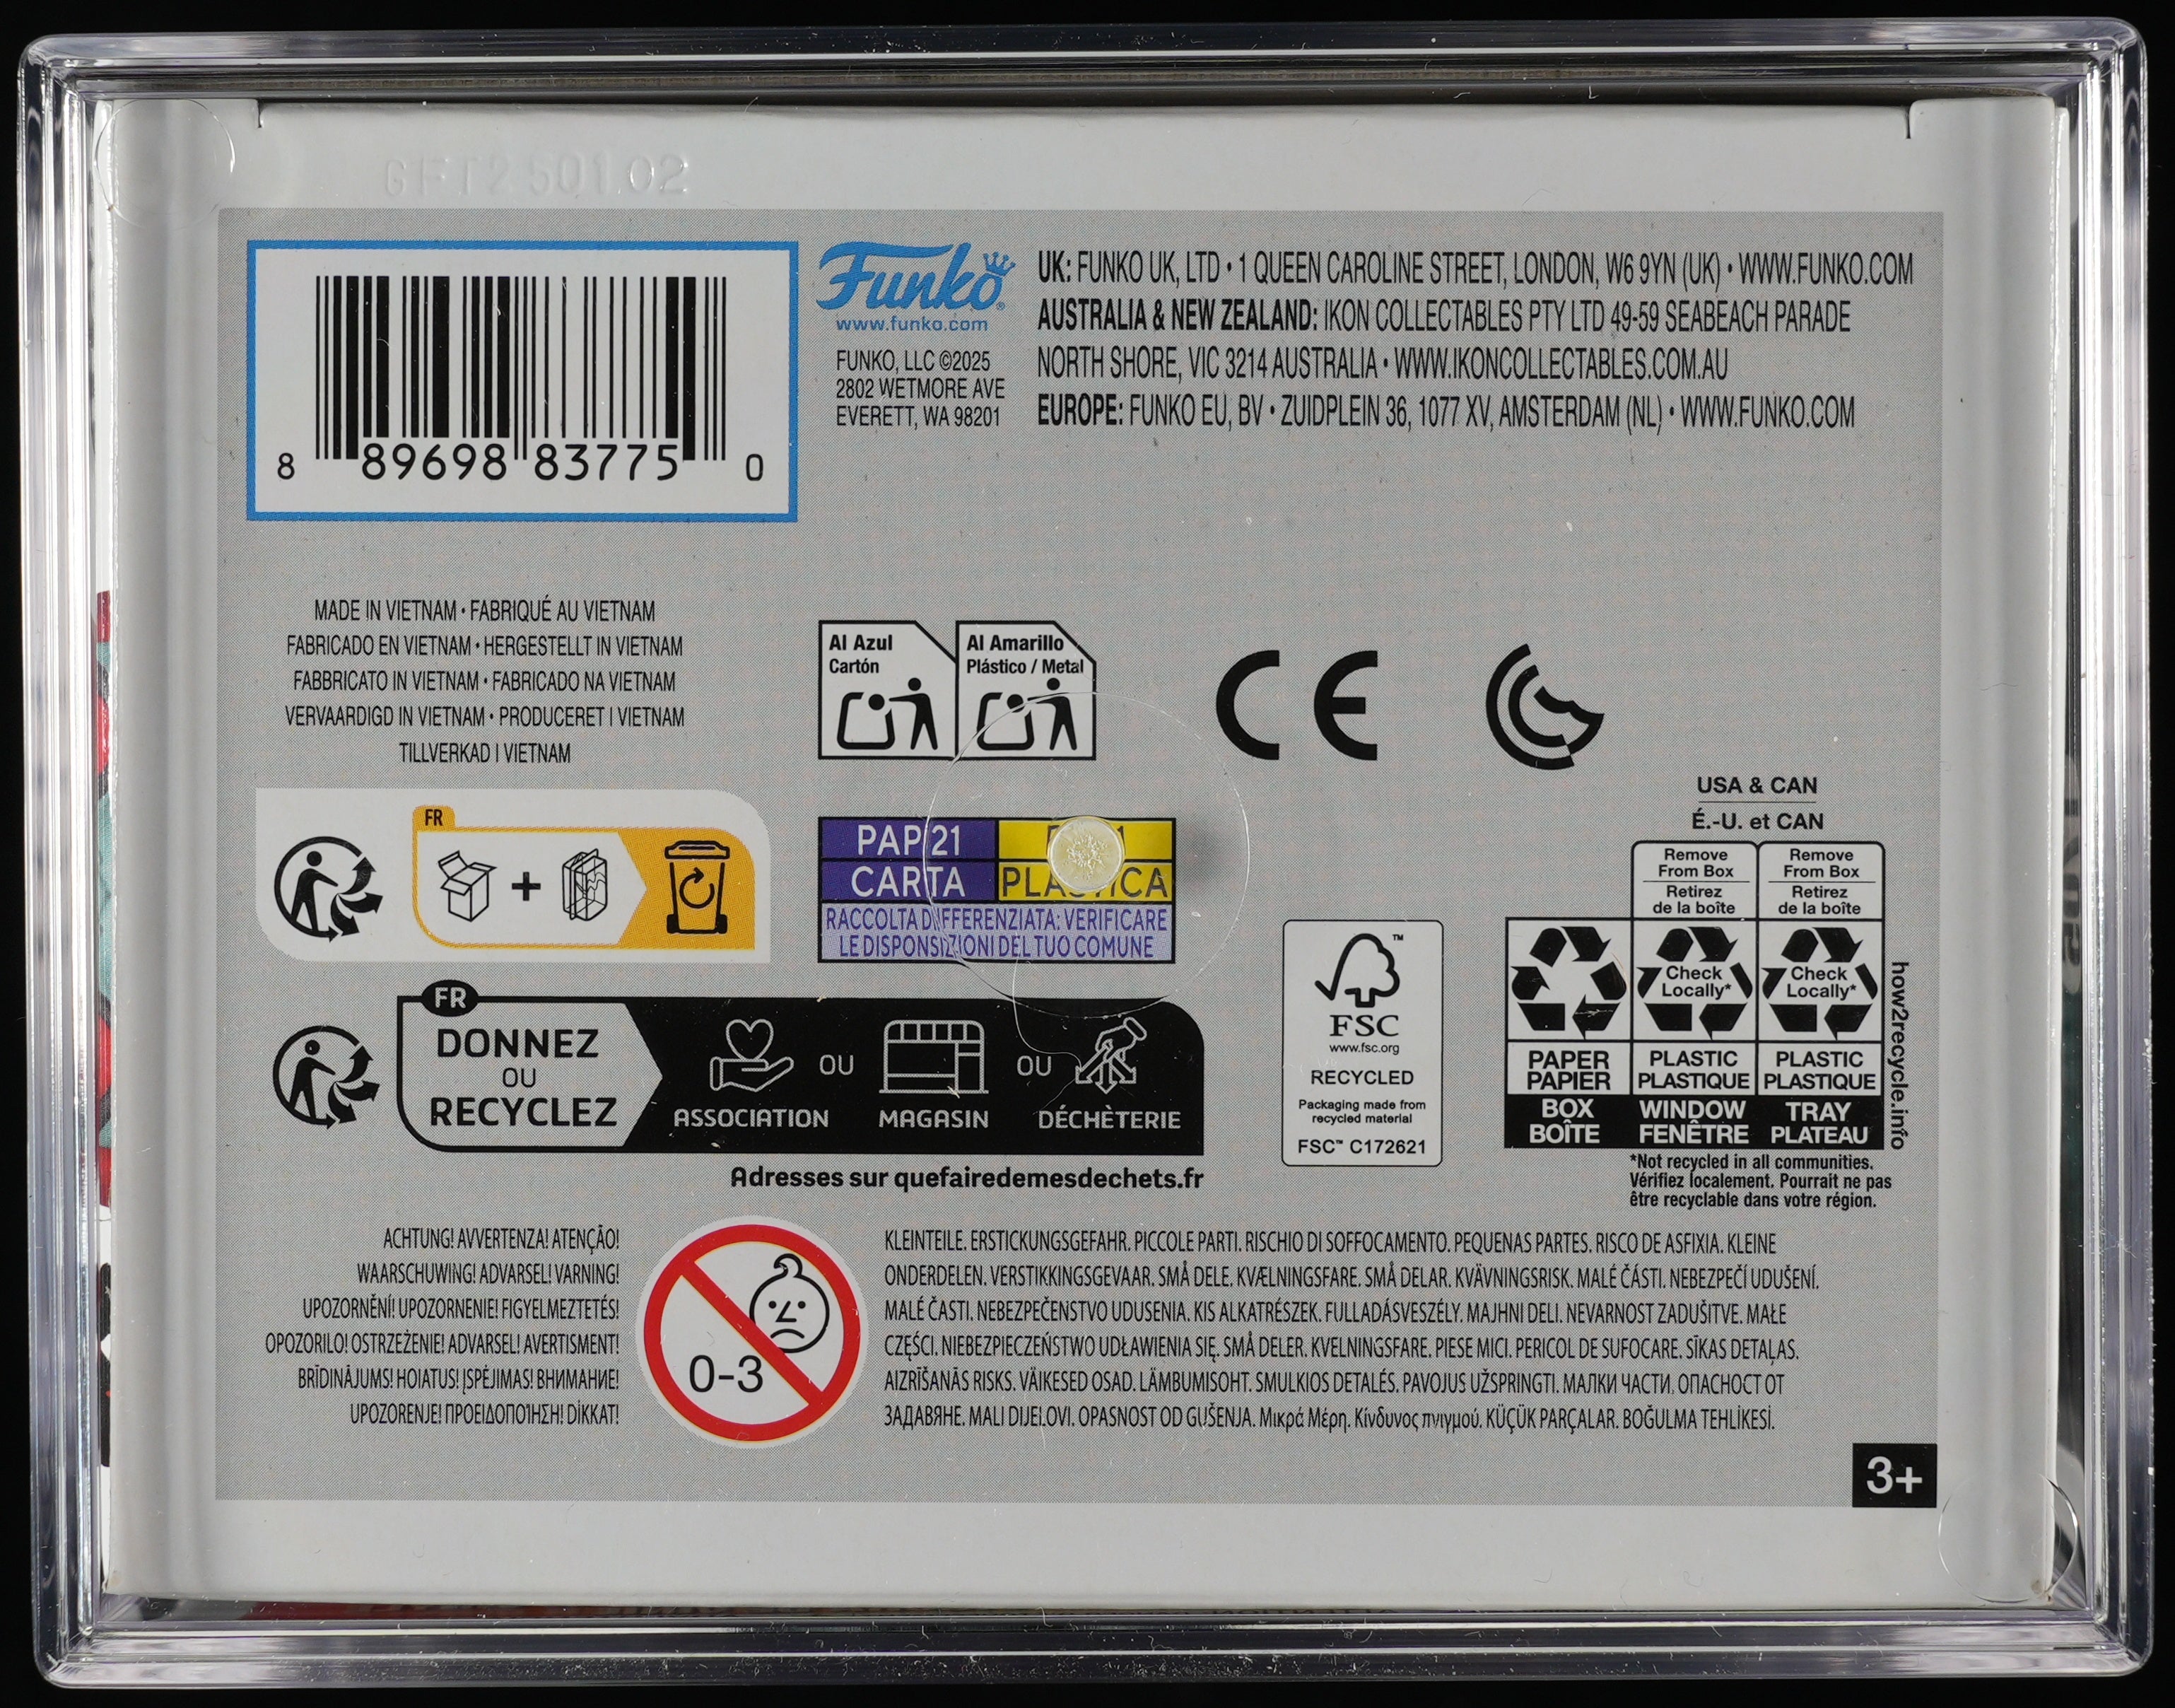 GFT250102
8 89698 83775 0
Funko
www.funko.com
FUNKO, LLC ©2025
2802 WETMORE AVE
EVERETT, WA 98201
UK: FUNKO UK, LTD • 1 QUEEN CAROLINE STREET, LONDON, W6 9YN (UK) • WWW.FUNKO.COM
AUSTRALIA & NEW ZEALAND: IKON COLLECTABLES PTY LTD 49-59 SEABEACH PARADE
NORTH SHORE, VIC 3214 AUSTRALIA • WWW.IKONCOLLECTABLES.COM.AU
EUROPE: FUNKO EU, BV • ZUIDPLEIN 36, 1077 XV, AMSTERDAM (NL) • WWW.FUNKO.COM
MADE IN VIETNAM • FABRIQUÉ AU VIETNAM
FABRICADO EN VIETNAM • HERGESTELLT IN VIETNAM
FABBRICATO IN VIETNAM • FABRICADO NA VIETNAM
VERVAARDIGD IN VIETNAM • PRODUCERET I VIETNAM
TILLVERKAD I VIETNAM
Al Azul
Cartón
Al Amarillo
Plástico / Metal
CE
FR
+
PAP 21
CARTA
PLASTICA
RACCOLTA DIFFERENZIATA: VERIFICARE
LE DISPONSIZIONI DEL TUO COMUNE
FR
DONNEZ
OU
RECYCLEZ
ASSOCIATION
OU
MAGASIN
OU
DÉCHÈTERIE
Adresses sur quefairedemesdechets.fr
FSC™
www.fsc.org
RECYCLED
Packaging made from
recycled material
FSC™ C172621
USA & CAN
É.-U. et CAN
Remove
From Box
Retirez
de la boîte
Remove
From Box
Retirez
de la boîte
Check
Locally*
Check
Locally*
PAPER
PAPIER
PLASTIC
PLASTIQUE
PLASTIC
PLASTIQUE
BOX
BOÎTE
WINDOW
FENÊTRE
TRAY
PLATEAU
how2recycle.info
*Not recycled in all communities.
Vérifiez localement. Pourrait ne pas
être recyclable dans votre région.
ACHTUNG! AVVERTENZA! ATENÇÃO!
WAARSCHUWING! ADVARSEL! VARNING!
UPOZORNĚNÍ! UPOZORNENIE! FIGYELMEZTETÉS!
OPOZORILO! OSTRZEŻENIE! ADVARSEL! AVERTISMENT!
BRĪDINĀJUMS! HOIATUS! ĮSPĖJIMAS! ВНИМАНИЕ!
UPOZORENJE! ΠΡΟΕΙΔΟΠΟΊΗΣΗ! DİKKAT!
0-3
KLEINTEILE. ERSTICKUNGSGEFAHR. PICCOLE PARTI. RISCHIO DI SOFFOCAMENTO. PEQUENAS PARTES. RISCO DE ASFIXIA. KLEINE
ONDERDELEN. VERSTIKKINGSGEVAAR. SMÅ DELE. KVÆLNINGSFARE. SMÅ DELAR. KVÄVNINGSRISK. MALÉ ČÁSTI. NEBEZPEČÍ UDUŠENÍ.
MALÉ ČASTI. NEBEZPEČENSTVO UDUSENIA. KIS ALKATRÉSZEK. FULLADÁSVESZÉLY. MAJHNI DELI. NEVARNOST ZADUŠITVE. MAŁE
CZĘŚCI. NIEBEZPIECZEŃSTWO UDŁAWIENIA SIĘ. SMÅ DELER. KVELNINGSFARE. PIESE MICI. PERICOL DE SUFOCARE. SĪKAS DETAĻAS.
AIZRĪŠANĀS RISKS. VÄIKESED OSAD. LÄMBUMISOHT. SMULKIOS DETALĖS. PAVOJUS UŽSPRINGTI. МАЛКИ ЧАСТИ, ОПАСНОСТ ОТ
ЗАДАВЯНЕ. MALI DIJELOVI. OPASNOST OD GUŠENJA. Μικρά Μέρη. Κίνδυνος πνιγμού. KÜÇÜK PARÇALAR. BOĞULMA TEHLİKESİ.
3+